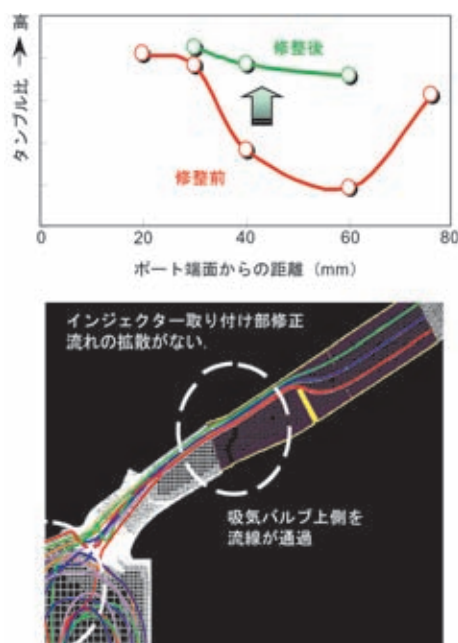 高
タンブル比
修整後
修整前
0
20
40
60
80
ポート端面からの距離（mm）
インジェクター取り付け部修正
流れの拡散がない.
吸気バルブ上側を
流線が通過